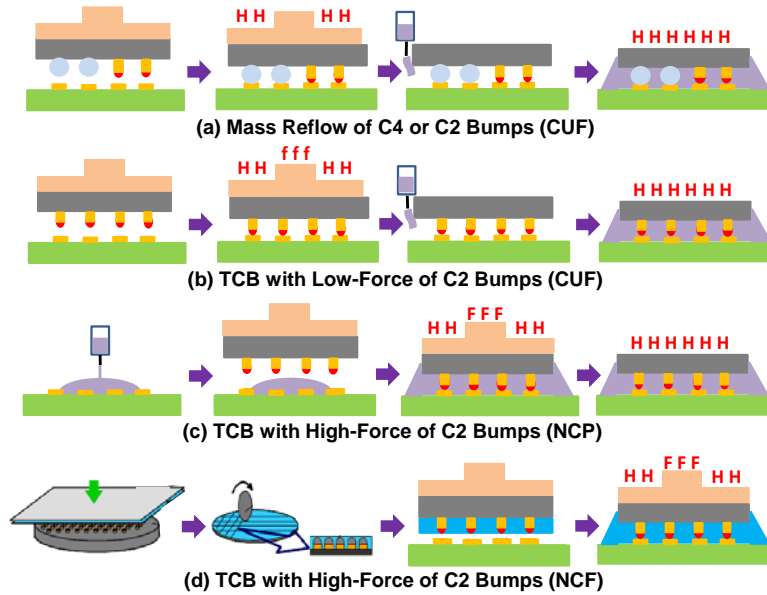 H H H H
H H H H H H
(a) Mass Reflow of C4 or C2 Bumps (CUF)
f f f
H H H H
H H H H H H
(b) TCB with Low-Force of C2 Bumps (CUF)
F F F
H H H H
H H H H H H
(c) TCB with High-Force of C2 Bumps (NCP)
F F F
H H H H
(d) TCB with High-Force of C2 Bumps (NCF)